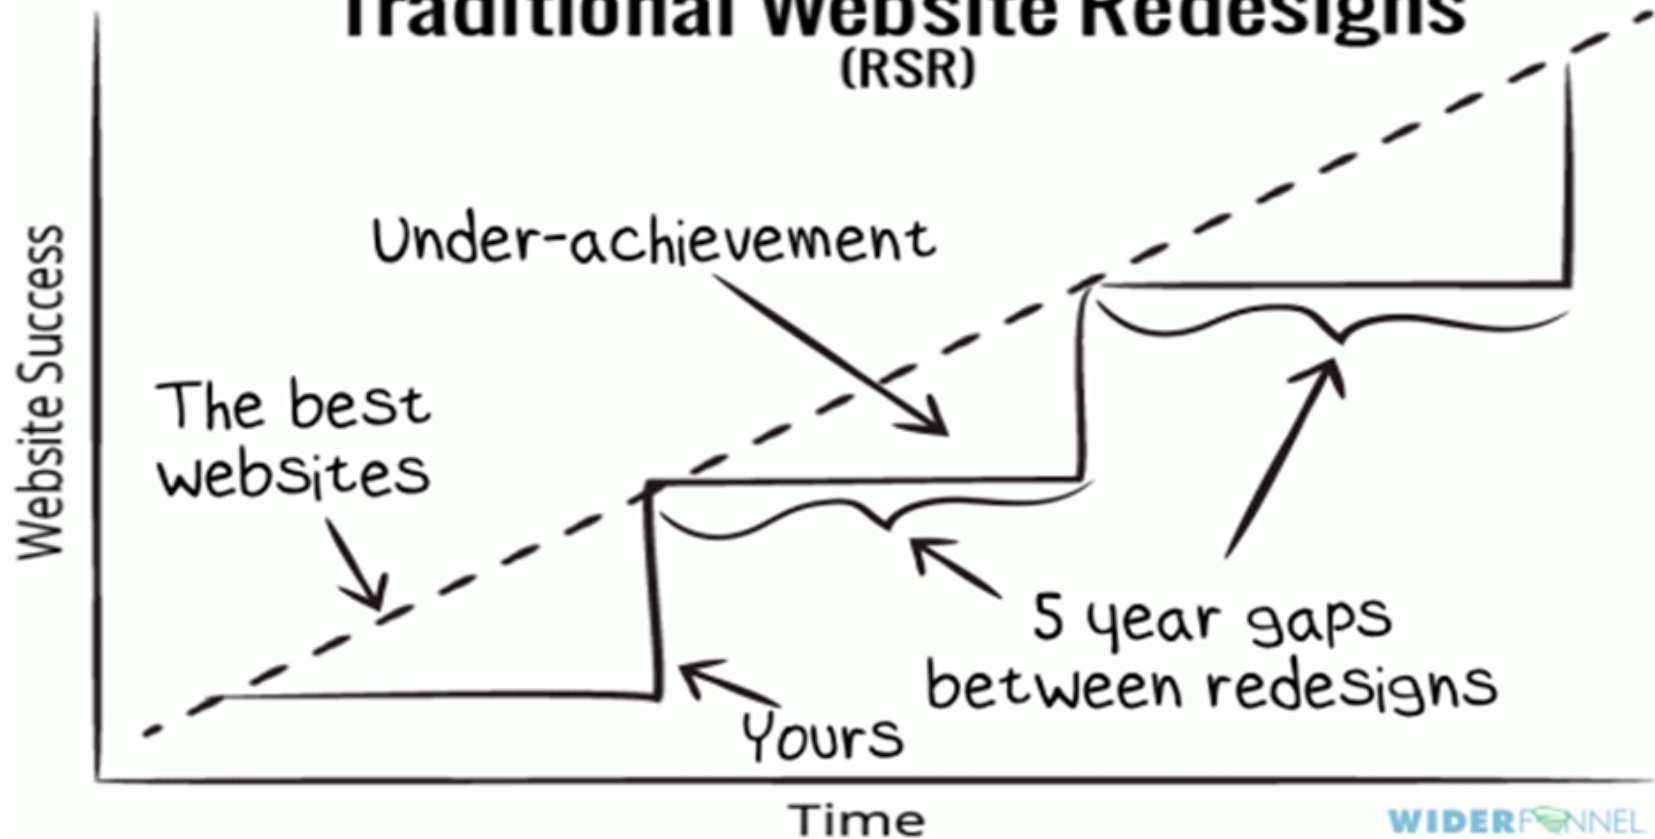 Traditional Website Redesigns
(RSR)
Under-achievement
The best
websites
Website Success
5 year gaps
between redesigns
Yours
Time
WIDERFUNNEL